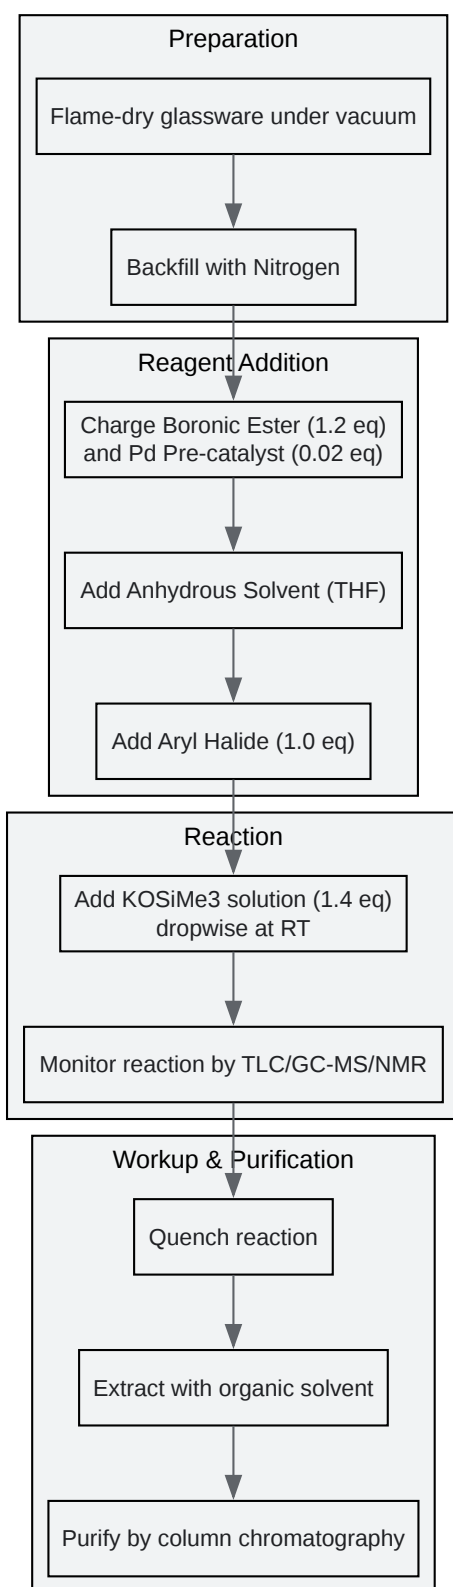 Preparation
Flame-dry glassware under vacuum
Backfill with Nitrogen
Reagent Addition
Charge Boronic Ester (1.2 eq)
and Pd Pre-catalyst (0.02 eq)
Add Anhydrous Solvent (THF)
Add Aryl Halide (1.0 eq)
Reaction
Add KOSiMe3 solution (1.4 eq)
dropwise at RT
Monitor reaction by TLC/GC-MS/NMR
Workup & Purification
Quench reaction
Extract with organic solvent
Purify by column chromatography